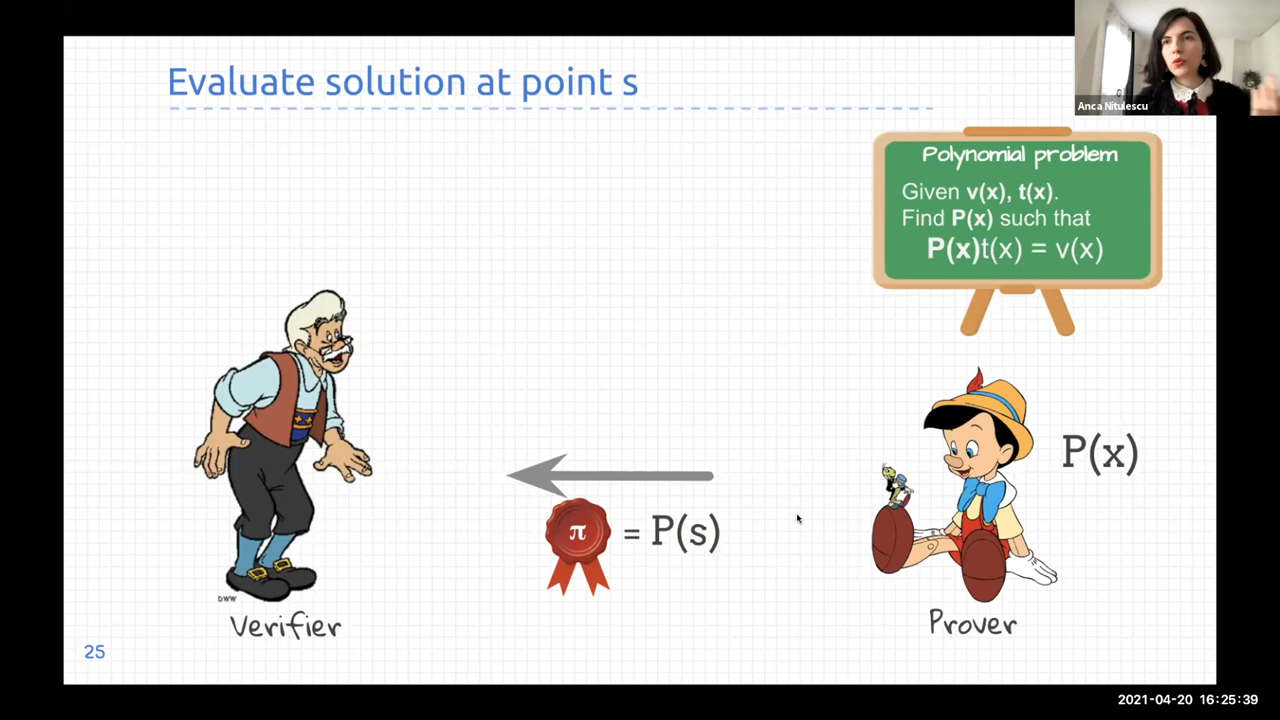 Evaluate solution at point s
Anca Nitulescu
Polynomial problem
Given v(x), t(x).
Find P(x) such that
P(x)t(x) = v(x)
P(x)
π = P(s)
DWW
Verifier
Prover
25
2021-04-20 16:25:39